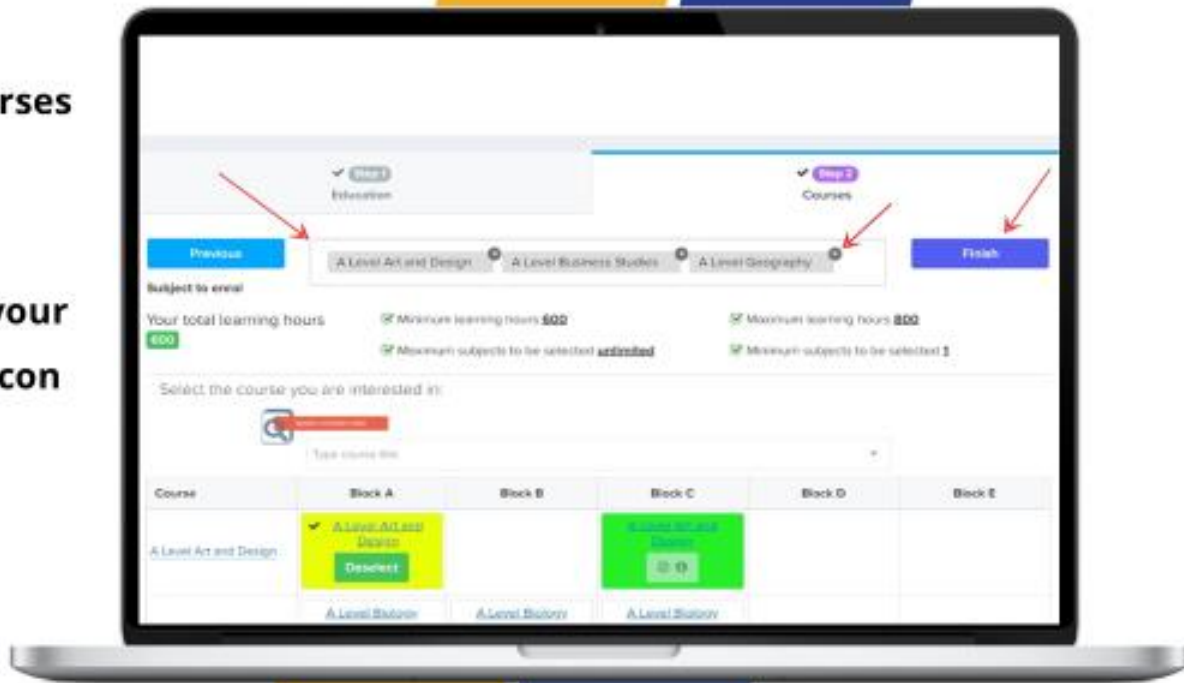 rses
your
con
Step 1
Education
Step 2
Courses
Previous
A Level Art and Design A Level Business Studies A Level Geography
Finish
Subject to enrol
Your total learning hours
600
Minimum learning hours 600
Maximum learning hours 800
Maximum subjects to be selected unlimited
Minimum subjects to be selected 1
Select the course you are interested in:
Type course title
Course Block A Block B Block C Block D Block E
A Level Art and Design
A Level Art and
Design
Deselect
A Level Art and
Design
A Level Biology A Level Biology A Level Biology